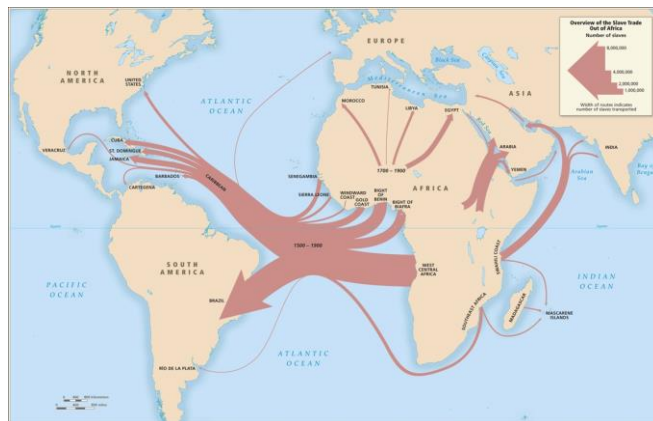 Overview of the Slave Trade
Out of Africa
Number of slaves
8,000,000
4,000,000
2,000,000
1,000,000
Width of routes indicates
number of slaves transported
NORTH
AMERICA
UNITED
STATES
ATLANTIC
OCEAN
EUROPE
Black Sea
Caspian
Sea
ASIA
Mediterranean Sea
TUNISIA
MOROCCO
LIBYA
EGYPT
Red Sea
ARABIA
INDIA
YEMEN
Arabian
Sea
Bay of
Bengal
VERACRUZ
CUBA
ST. DOMINGUE
JAMAICA
BARBADOS
CARIBBEAN
CARTAGENA
1700 – 1900
AFRICA
SENEGAMBIA
SIERRA LEONE
WINDWARD
COAST
GOLD
COAST
BIGHT
OF
BENIN
BIGHT OF
BIAFRA
1500 – 1900
WEST
CENTRAL
AFRICA
SWAHILI COAST
SOUTH
AMERICA
PACIFIC
OCEAN
BRAZIL
INDIAN
OCEAN
SOUTHEAST AFRICA
MADAGASCAR
MASCARENE
ISLANDS
ATLANTIC
OCEAN
RIO DE LA PLATA